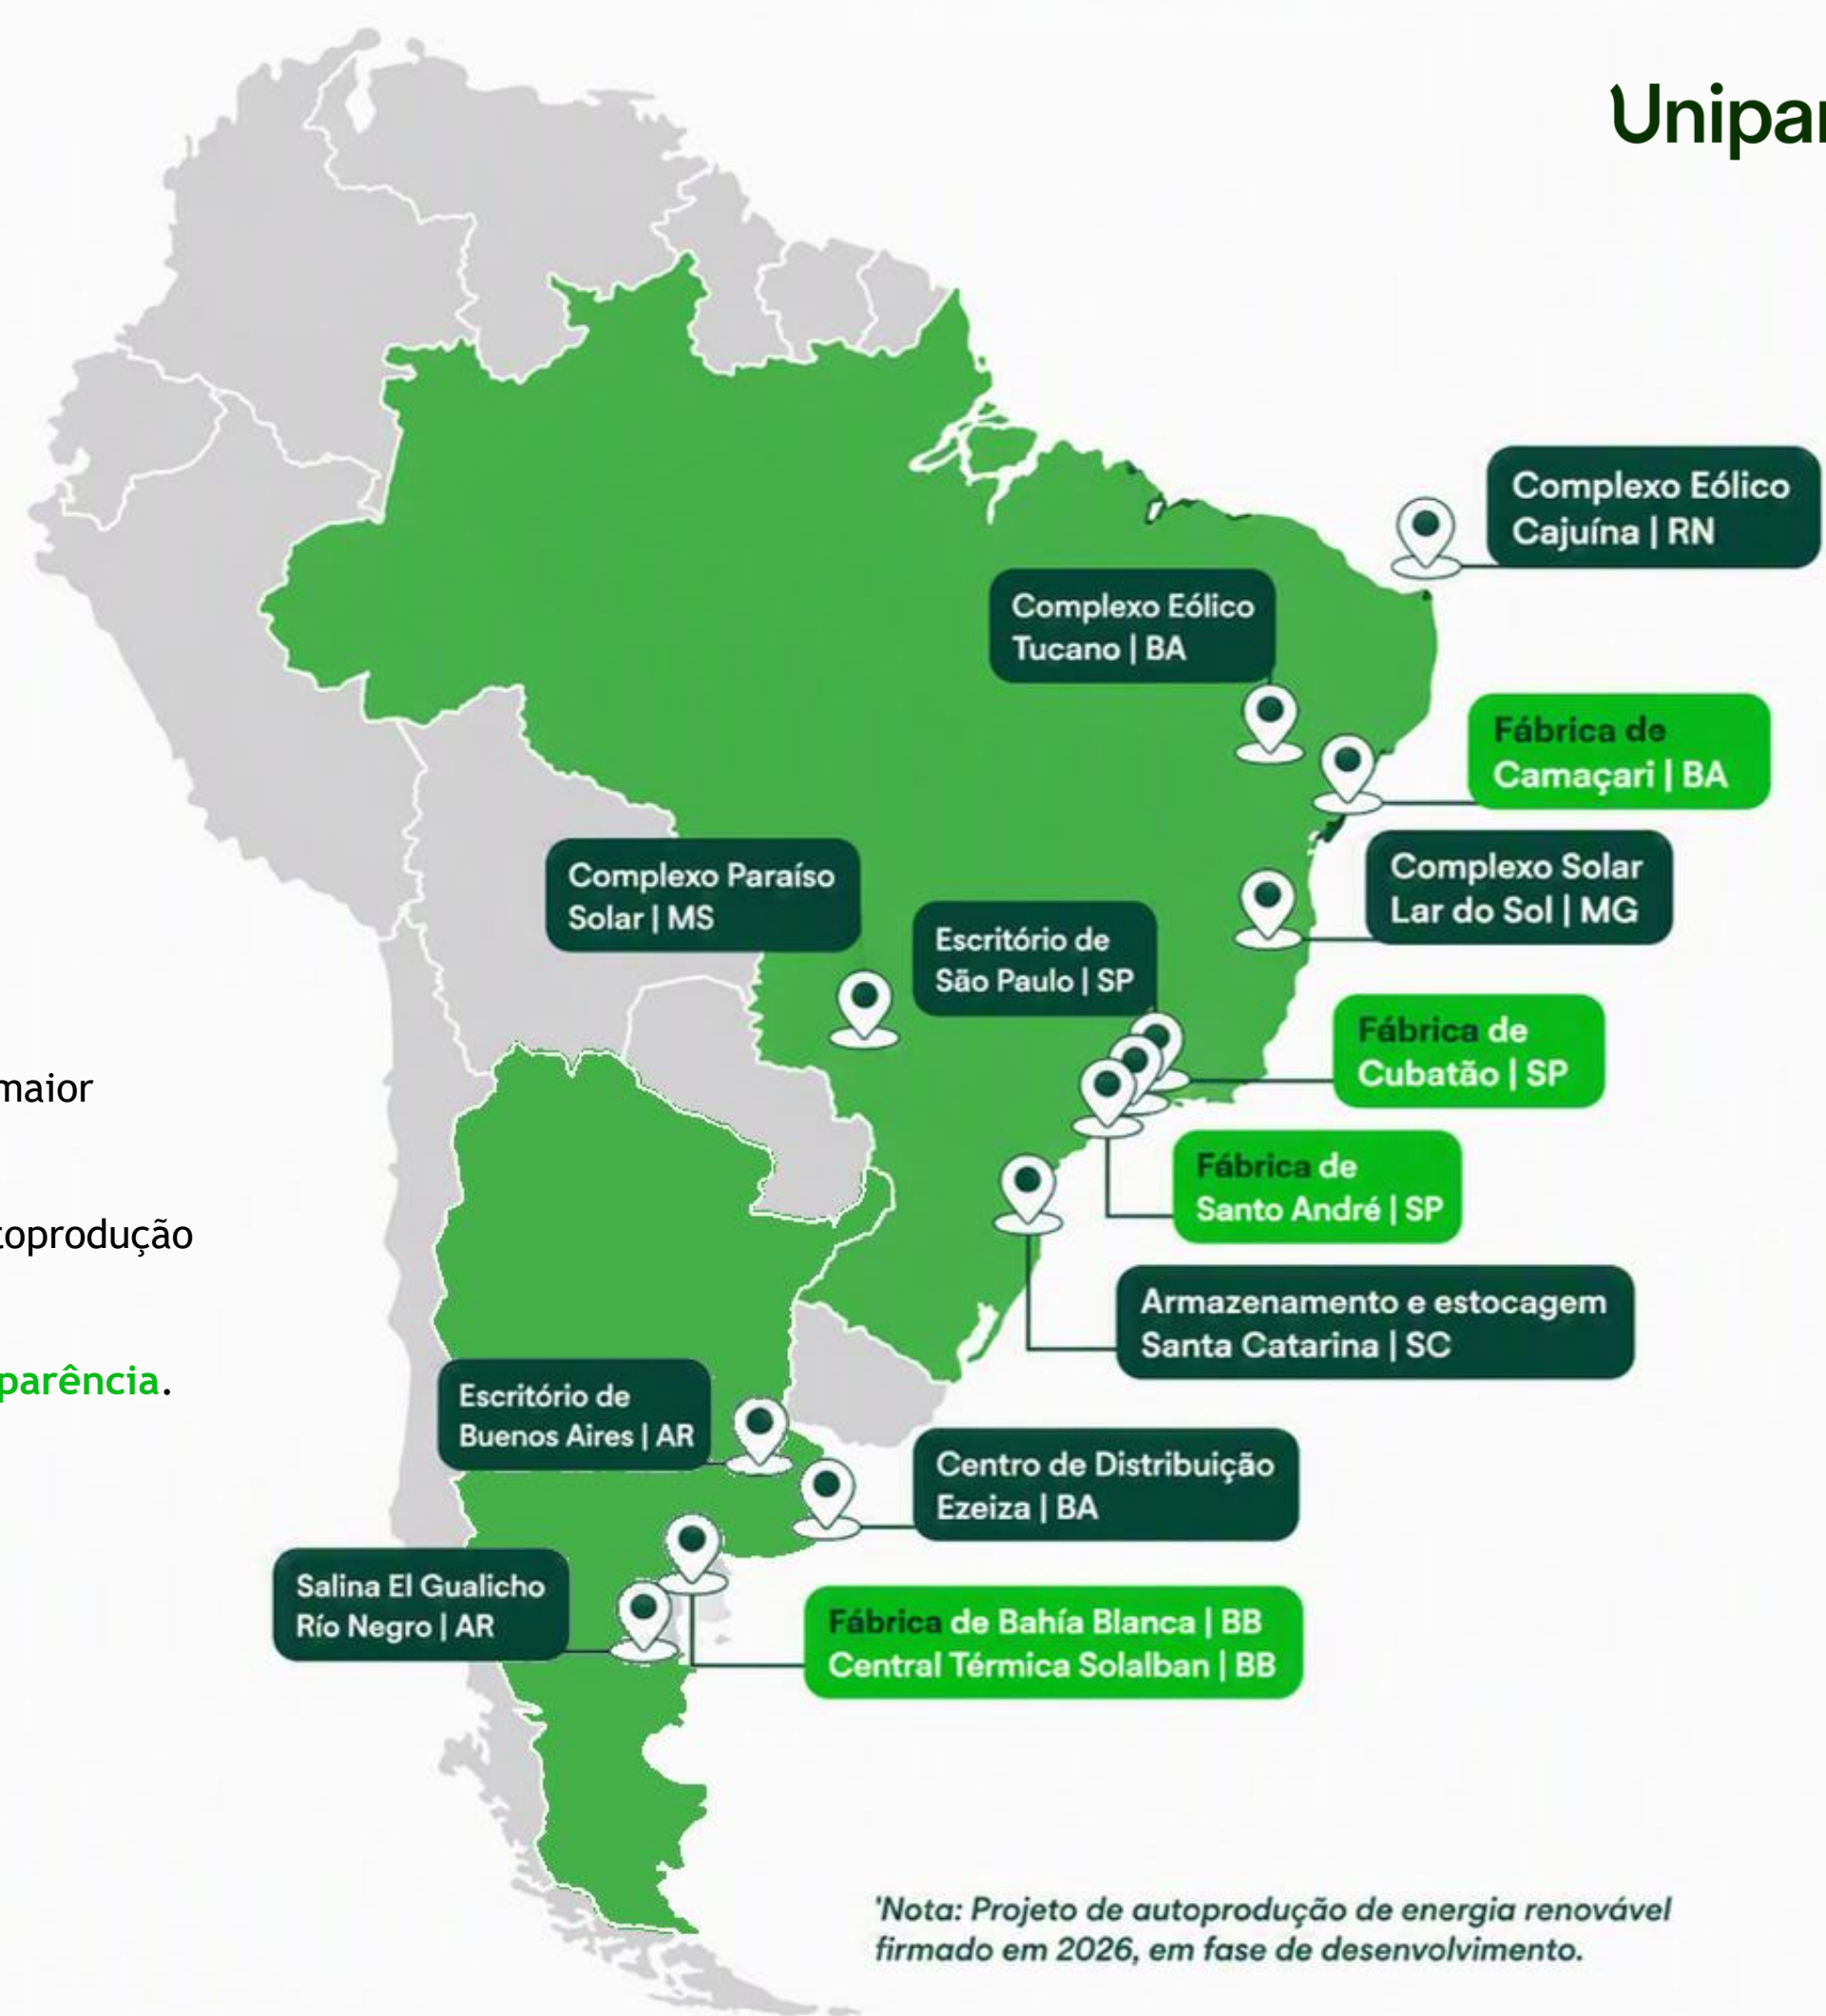 Unipar
Complexo Eólico
Cajuína | RN
Complexo Eólico
Tucano | BA
Fábrica de
Camaçari | BA
Complexo Solar
Lar do Sol | MG
Complexo Paraíso
Solar | MS
Escritório de
São Paulo | SP
Fábrica de
Cubatão | SP
maior
Fábrica de
Santo André | SP
toprodução
Armazenamento e estocagem
Santa Catarina | SC
parência.
Escritório de
Buenos Aires | AR
Centro de Distribuição
Ezeiza | BA
Salina El Gualicho
Río Negro | AR
Fábrica de Bahía Blanca | BB
Central Térmica Solalban | BB
'Nota: Projeto de autoprodução de energia renovável
firmado em 2026, em fase de desenvolvimento.